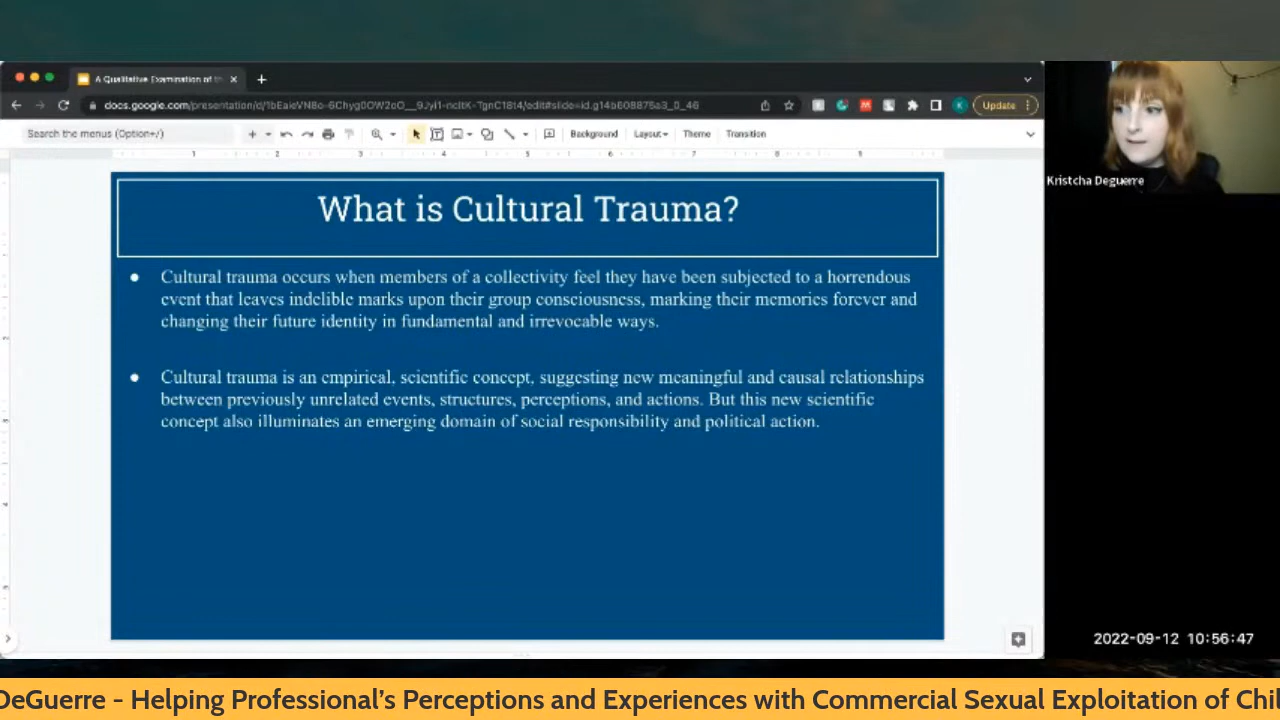 A Qualitative Examination of th
Search the menus (Option+/)
Background
Layout
Theme
Transition
Update
What is Cultural Trauma?
Cultural trauma occurs when members of a collectivity feel they have been subjected to a horrendous
event that leaves indelible marks upon their group consciousness, marking their memories forever and
changing their future identity in fundamental and irrevocable ways.
Cultural trauma is an empirical, scientific concept, suggesting new meaningful and causal relationships
between previously unrelated events, structures, perceptions, and actions. But this new scientific
concept also illuminates an emerging domain of social responsibility and political action.
Kristcha Deguerre
2022-09-12 10:56:47
DeGuerre - Helping Professional’s Perceptions and Experiences with Commercial Sexual Exploitation of Chil